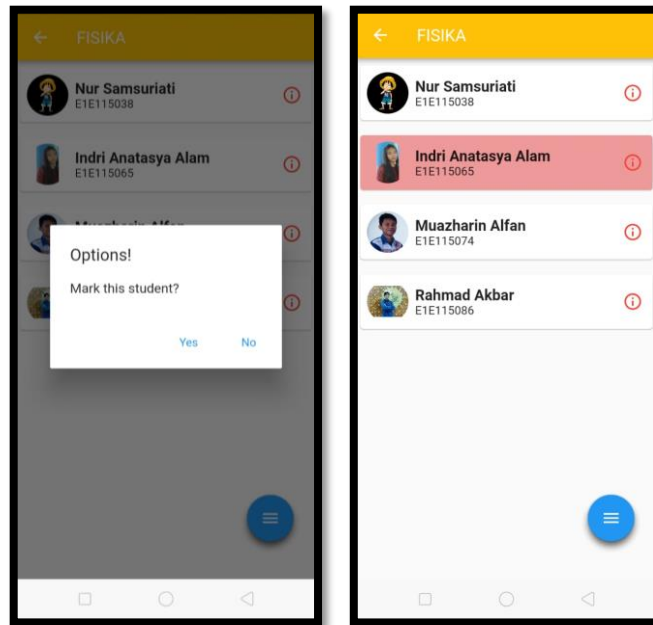 FISIKA
Nur Samsuriati
E1E115038
Indri Anatasya Alam
E1E115065
Options!
Mark this student?
Yes
No
FISIKA
Nur Samsuriati
E1E115038
Indri Anatasya Alam
E1E115065
Muazharin Alfan
E1E115074
Rahmad Akbar
E1E115086